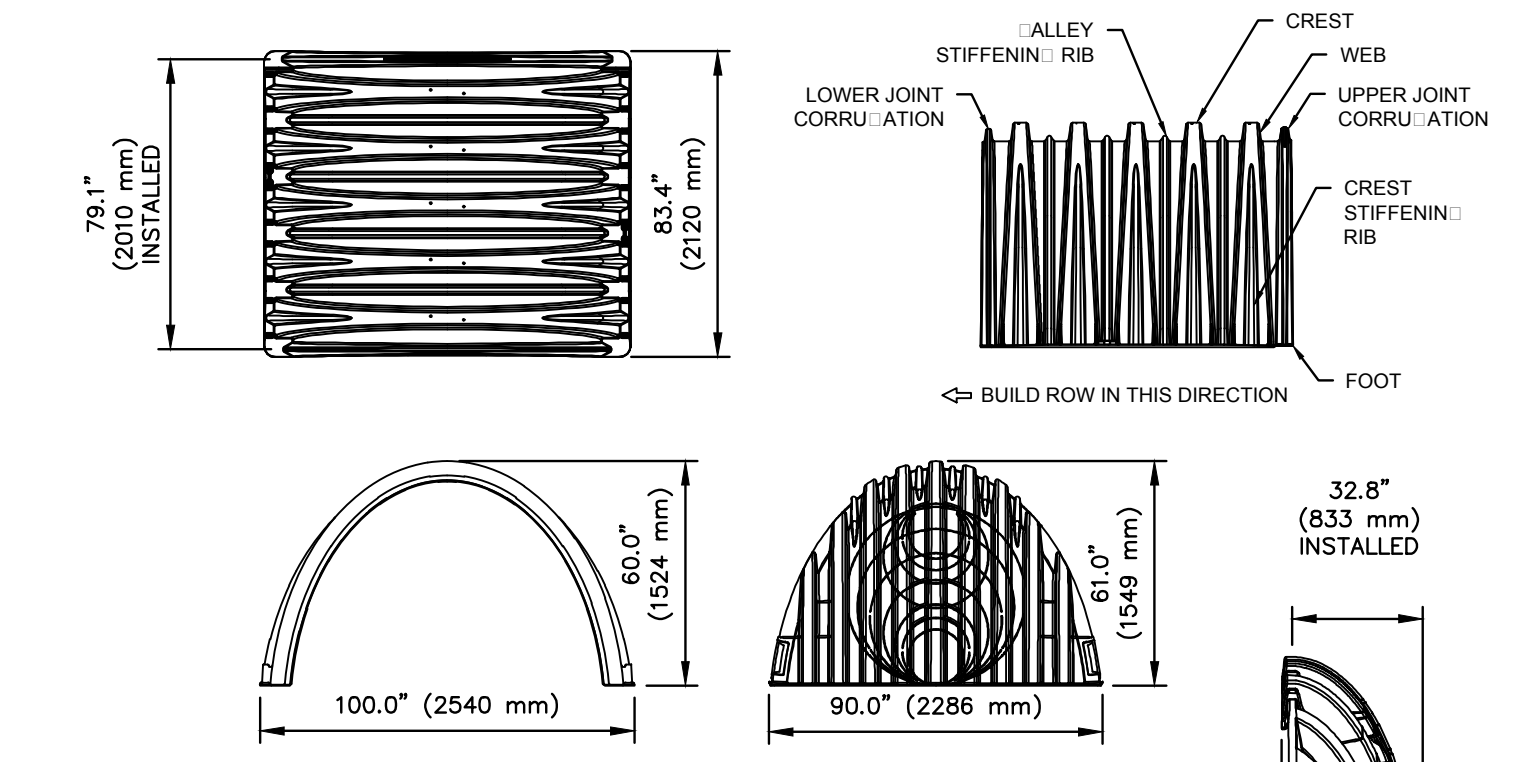 □ALLEY
STIFFENIN□ RIB
CREST
WEB
LOWER JOINT
CORRU□ATION
UPPER JOINT
CORRU□ATION
CREST
STIFFENIN□
RIB
FOOT
BUILD ROW IN THIS DIRECTION
79.1"
(2010 mm)
INSTALLED
83.4"
(2120 mm)
60.0"
(1524 mm)
100.0" (2540 mm)
61.0"
(1549 mm)
90.0" (2286 mm)
32.8"
(833 mm)
INSTALLED